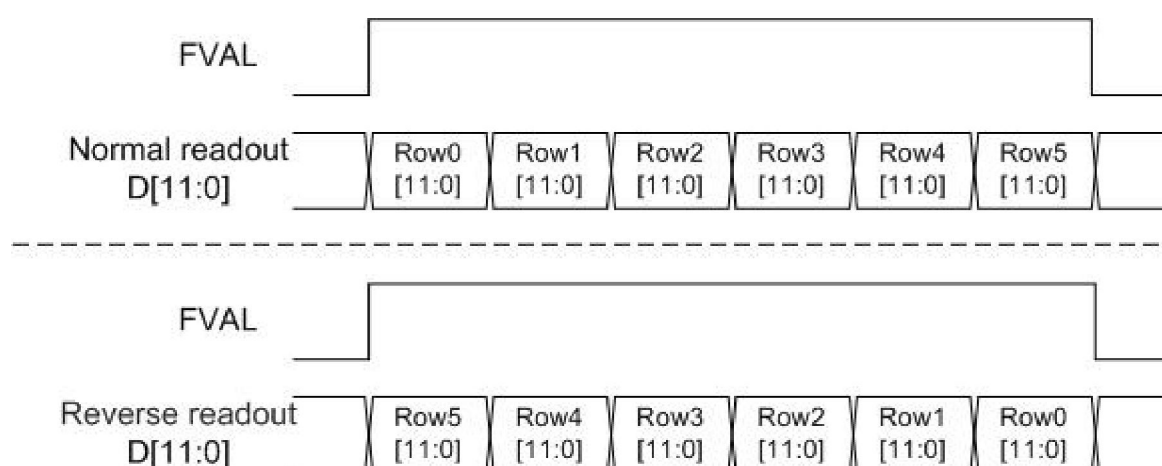 FVAL
Normal readout
D[11:0]
Row0 Row1 Row2 Row3 Row4 Row5
[11:0] [11:0] [11:0] [11:0] [11:0] [11:0]
FVAL
Reverse readout
D[11:0]
Row5 Row4 Row3 Row2 Row1 Row0
[11:0] [11:0] [11:0] [11:0] [11:0] [11:0]